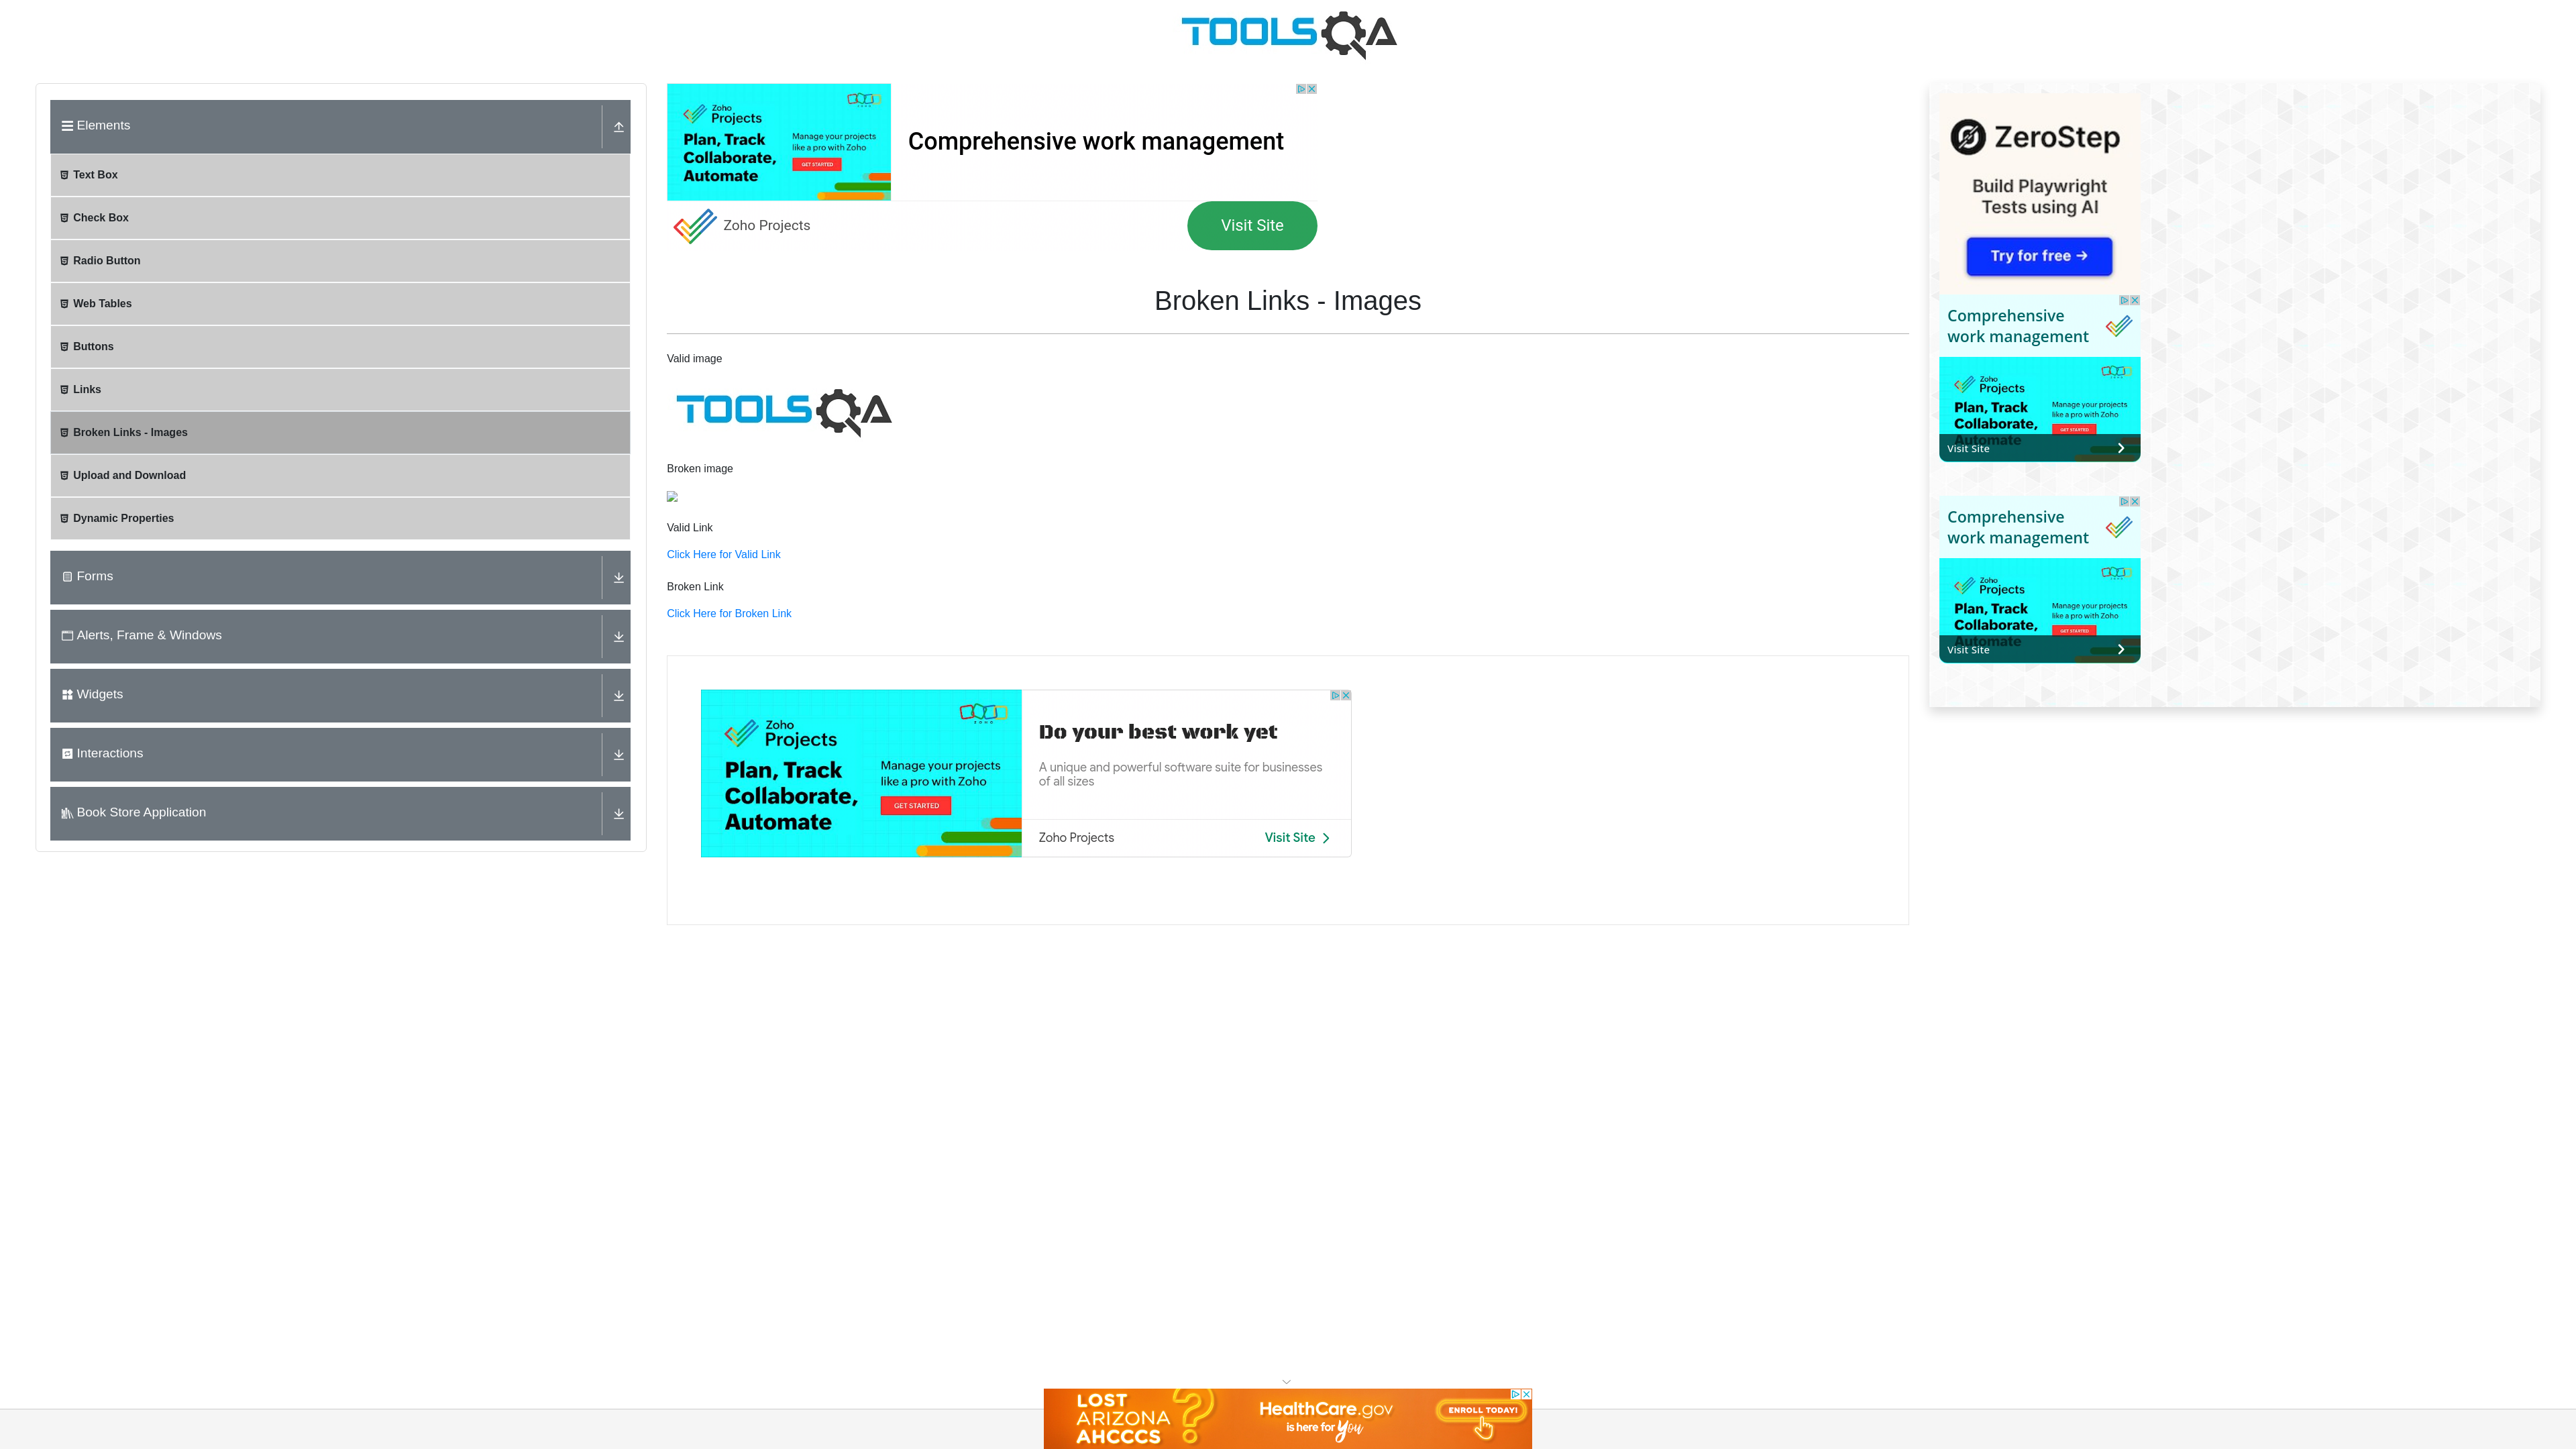 TOOLSQA
Elements
Text Box
Check Box
Radio Button
Web Tables
Buttons
Links
Broken Links - Images
Upload and Download
Dynamic Properties
Forms
Alerts, Frame & Windows
Widgets
Interactions
Book Store Application
Zoho
Projects
Plan, Track
Collaborate,
Automate
Manage your projects
like a pro with Zoho
GET STARTED
Comprehensive work management
Zoho Projects
Visit Site
Broken Links - Images
Valid image
TOOLSQA
Broken image
Valid Link
Click Here for Valid Link
Broken Link
Click Here for Broken Link
Zoho
Projects
Plan, Track
Collaborate,
Automate
Manage your projects
like a pro with Zoho
GET STARTED
ZOHO
Do your best work yet
A unique and powerful software suite for businesses
of all sizes
Zoho Projects
Visit Site
ZeroStep
Build Playwright
Tests using AI
Try for free →
Comprehensive
work management
Zoho
Projects
Plan, Track
Collaborate,
Automate
Manage your projects
like a pro with Zoho
GET STARTED
Visit Site
Comprehensive
work management
Zoho
Projects
Plan, Track
Collaborate,
Automate
Manage your projects
like a pro with Zoho
GET STARTED
Visit Site
LOST
ARIZONA
AHCCCS
?
HealthCare.gov
is here for you
ENROLL TODAY!